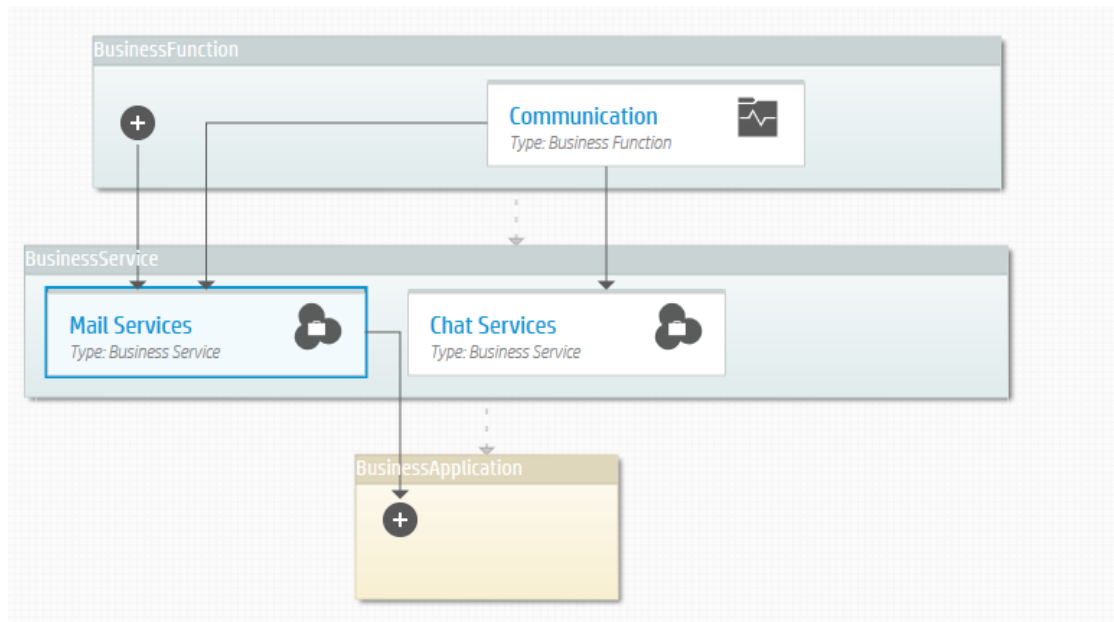 BusinessFunction
Communication
Type: Business Function
BusinessService
Mail Services
Type: Business Service
Chat Services
Type: Business Service
BusinessApplication